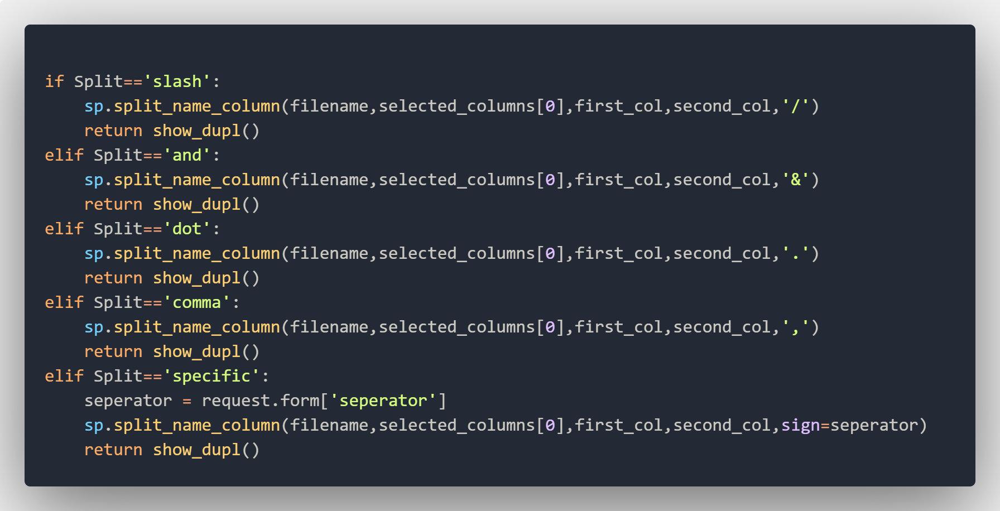 if Split=='slash':
    sp.split_name_column(filename,selected_columns[0],first_col,second_col,'/')
    return show_dupl()
elif Split=='and':
    sp.split_name_column(filename,selected_columns[0],first_col,second_col,'&')
    return show_dupl()
elif Split=='dot':
    sp.split_name_column(filename,selected_columns[0],first_col,second_col,'.')
    return show_dupl()
elif Split=='comma':
    sp.split_name_column(filename,selected_columns[0],first_col,second_col,',')
    return show_dupl()
elif Split=='specific':
    seperator = request.form['seperator']
    sp.split_name_column(filename,selected_columns[0],first_col,second_col,sign=seperator)
    return show_dupl()